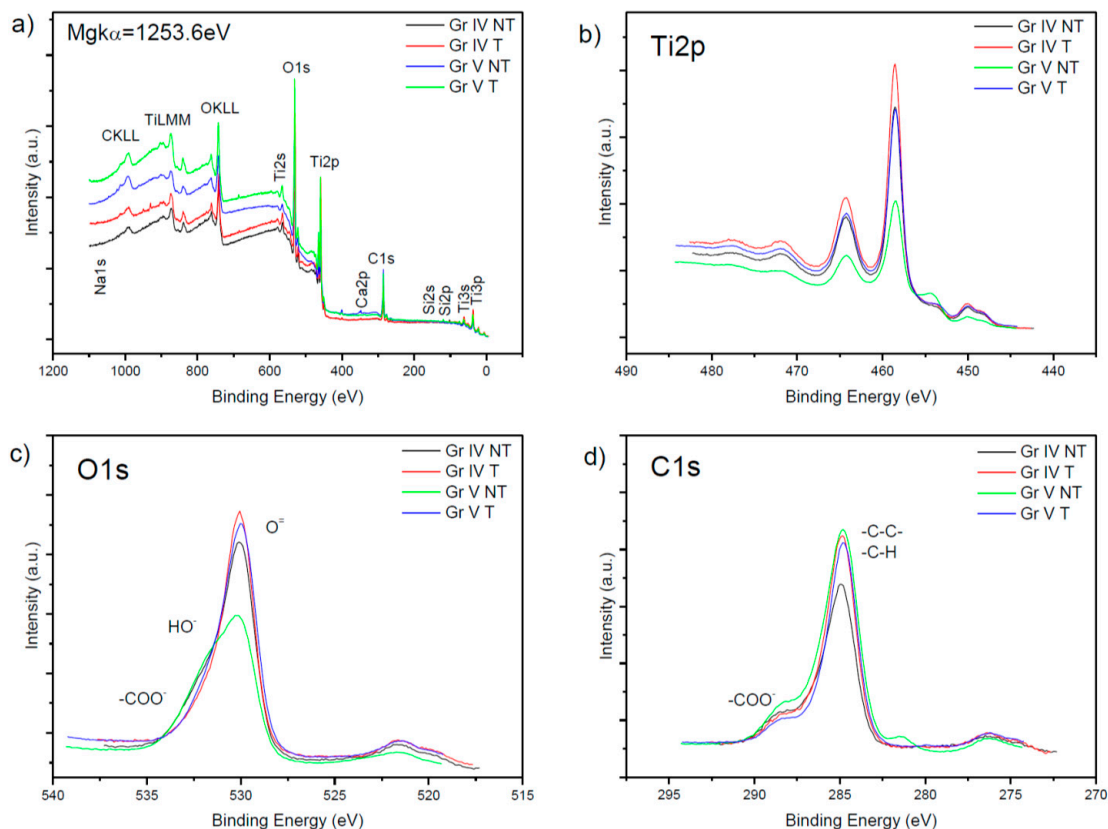 a)
Mgkα=1253.6eV
Gr IV NT
Gr IV T
Gr V NT
Gr V T
O1s
OKLL
TiLMM
CKLL
Ti2s
Ti2p
C1s
Ca2p
Na1s
Si2s
Si2p
Ti3s
Ti3p
Intensity (a.u.)
1200 1000 800 600 400 200 0
Binding Energy (eV)
b)
Ti2p
Gr IV NT
Gr IV T
Gr V NT
Gr V T
Intensity (a.u.)
490 480 470 460 450 440
Binding Energy (eV)
c)
O1s
Gr IV NT
Gr IV T
Gr V NT
Gr V T
O=
HO-
-COO-
Intensity (a.u.)
540 535 530 525 520 515
Binding Energy (eV)
d)
C1s
Gr IV NT
Gr IV T
Gr V NT
Gr V T
-C-C-
-C-H
-COO-
Intensity (a.u.)
295 290 285 280 275 270
Binding Energy (eV)